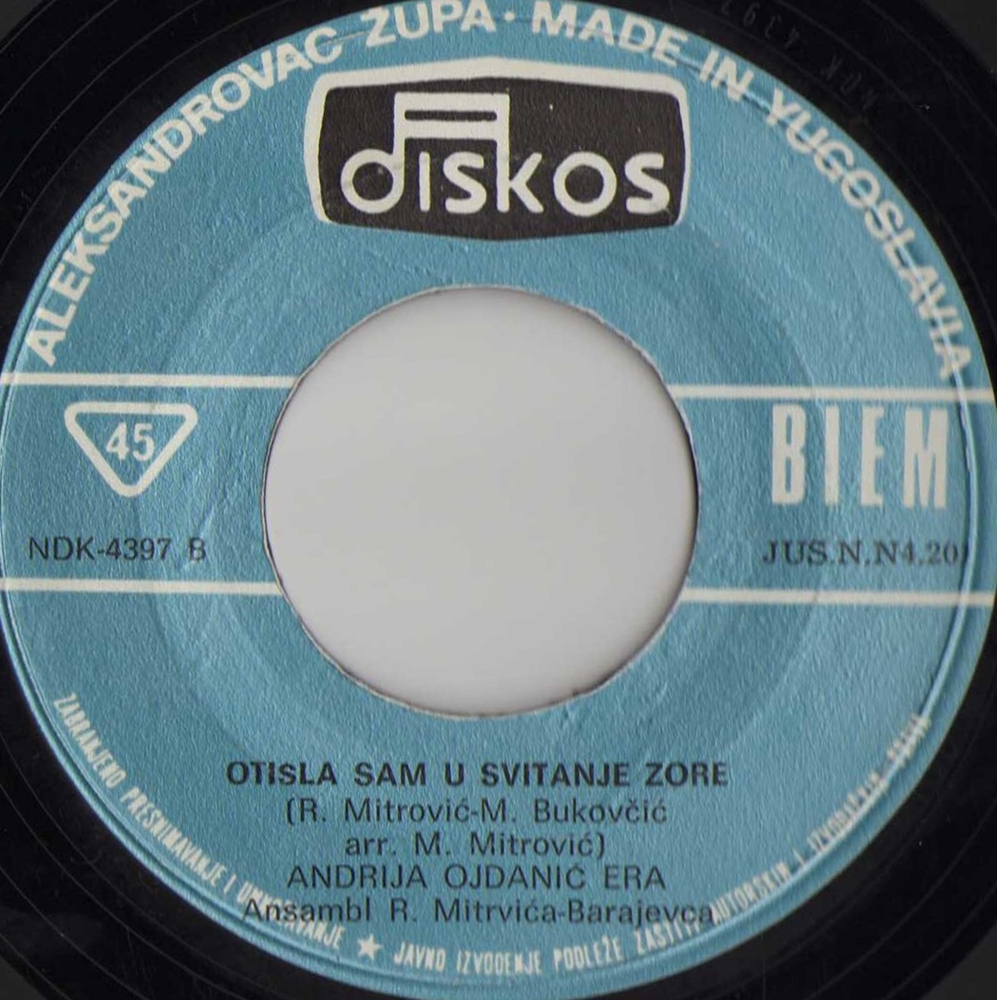 ALEKSANDROVAC ŽUPA · MADE IN YUGOSLAVIA
diskos
45
BIEM
NDK-4397 B
JUS.N.N4.20
OTISLA SAM U SVITANJE ZORE
(R. Mitrović-M. Bukovčić
arr. M. Mitrović)
ANDRIJA OJDANIĆ ERA
Ansambl R. Mitrvića-Barajevca
ZABRANJENO PRESNIMAVANJE I UMNOŽAVANJE ★ JAVNO IZVOĐENJE PODLEŽE ZAŠTITI AUTORSKIH I IZVOĐAČKIH PRAVA